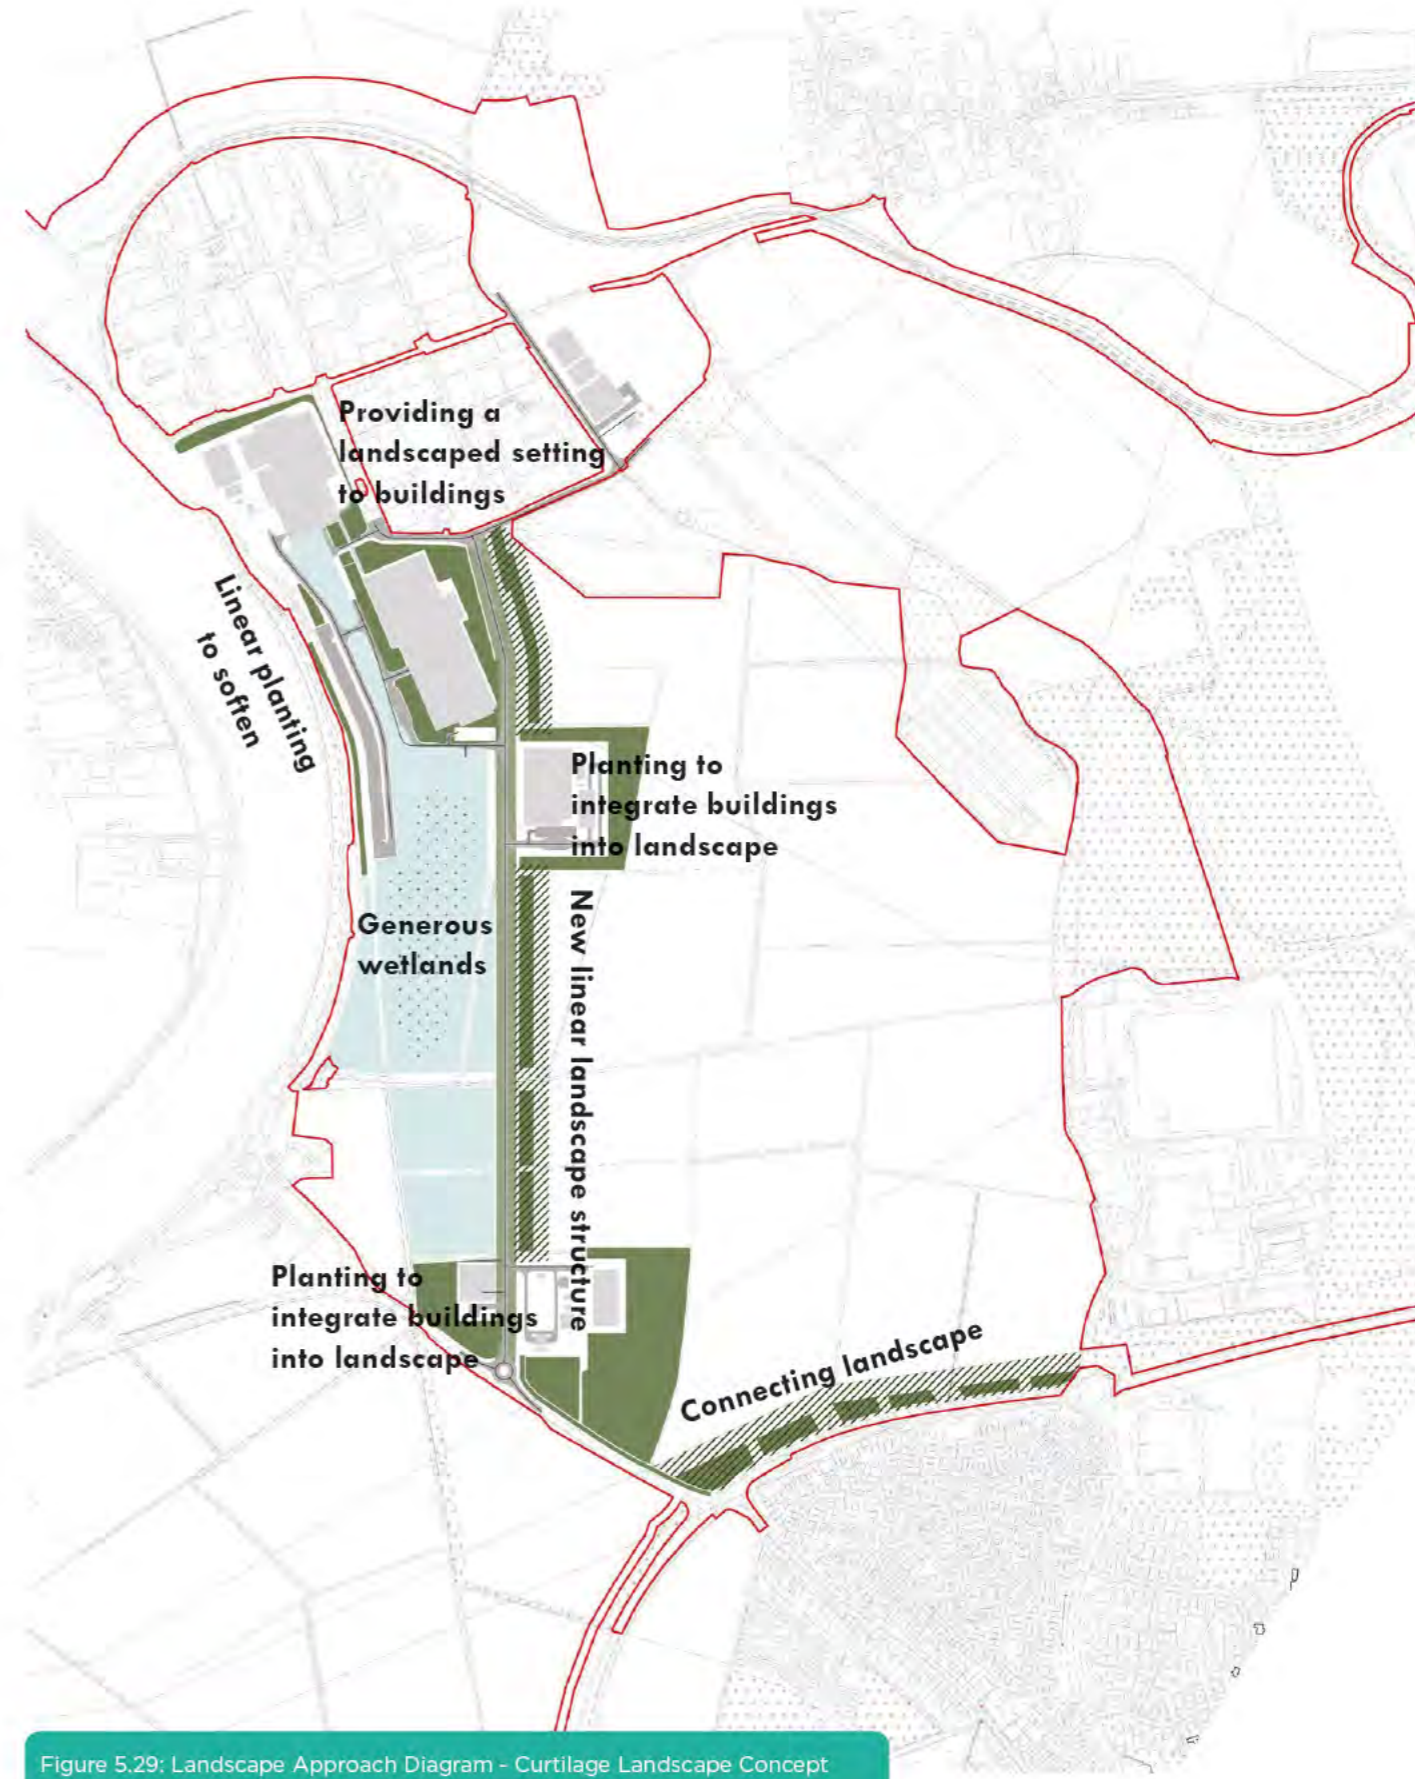 Providing a
landscaped setting
to buildings
Linear planting
to soften
Planting to
integrate buildings
into landscape
Generous
wetlands
New linear landscape structure
Planting to
integrate buildings
into landscape
Connecting landscape
Figure 5.29: Landscape Approach Diagram - Curtilage Landscape Concept